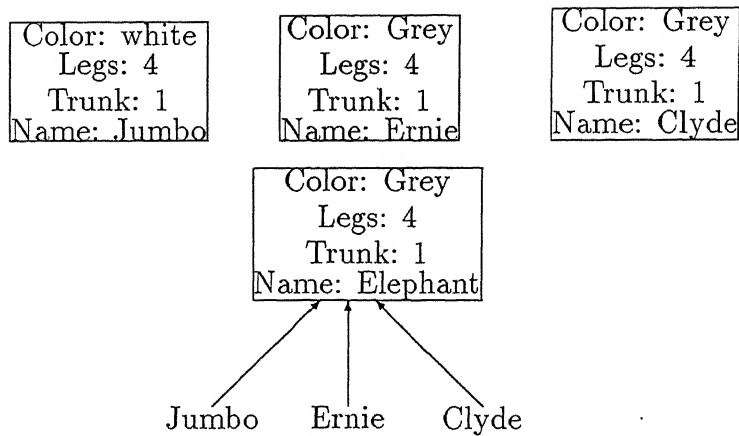 Color: white
Legs: 4
Trunk: 1
Name: Jumbo
Color: Grey
Legs: 4
Trunk: 1
Name: Ernie
Color: Grey
Legs: 4
Trunk: 1
Name: Clyde
Color: Grey
Legs: 4
Trunk: 1
Name: Elephant
Jumbo
Ernie
Clyde